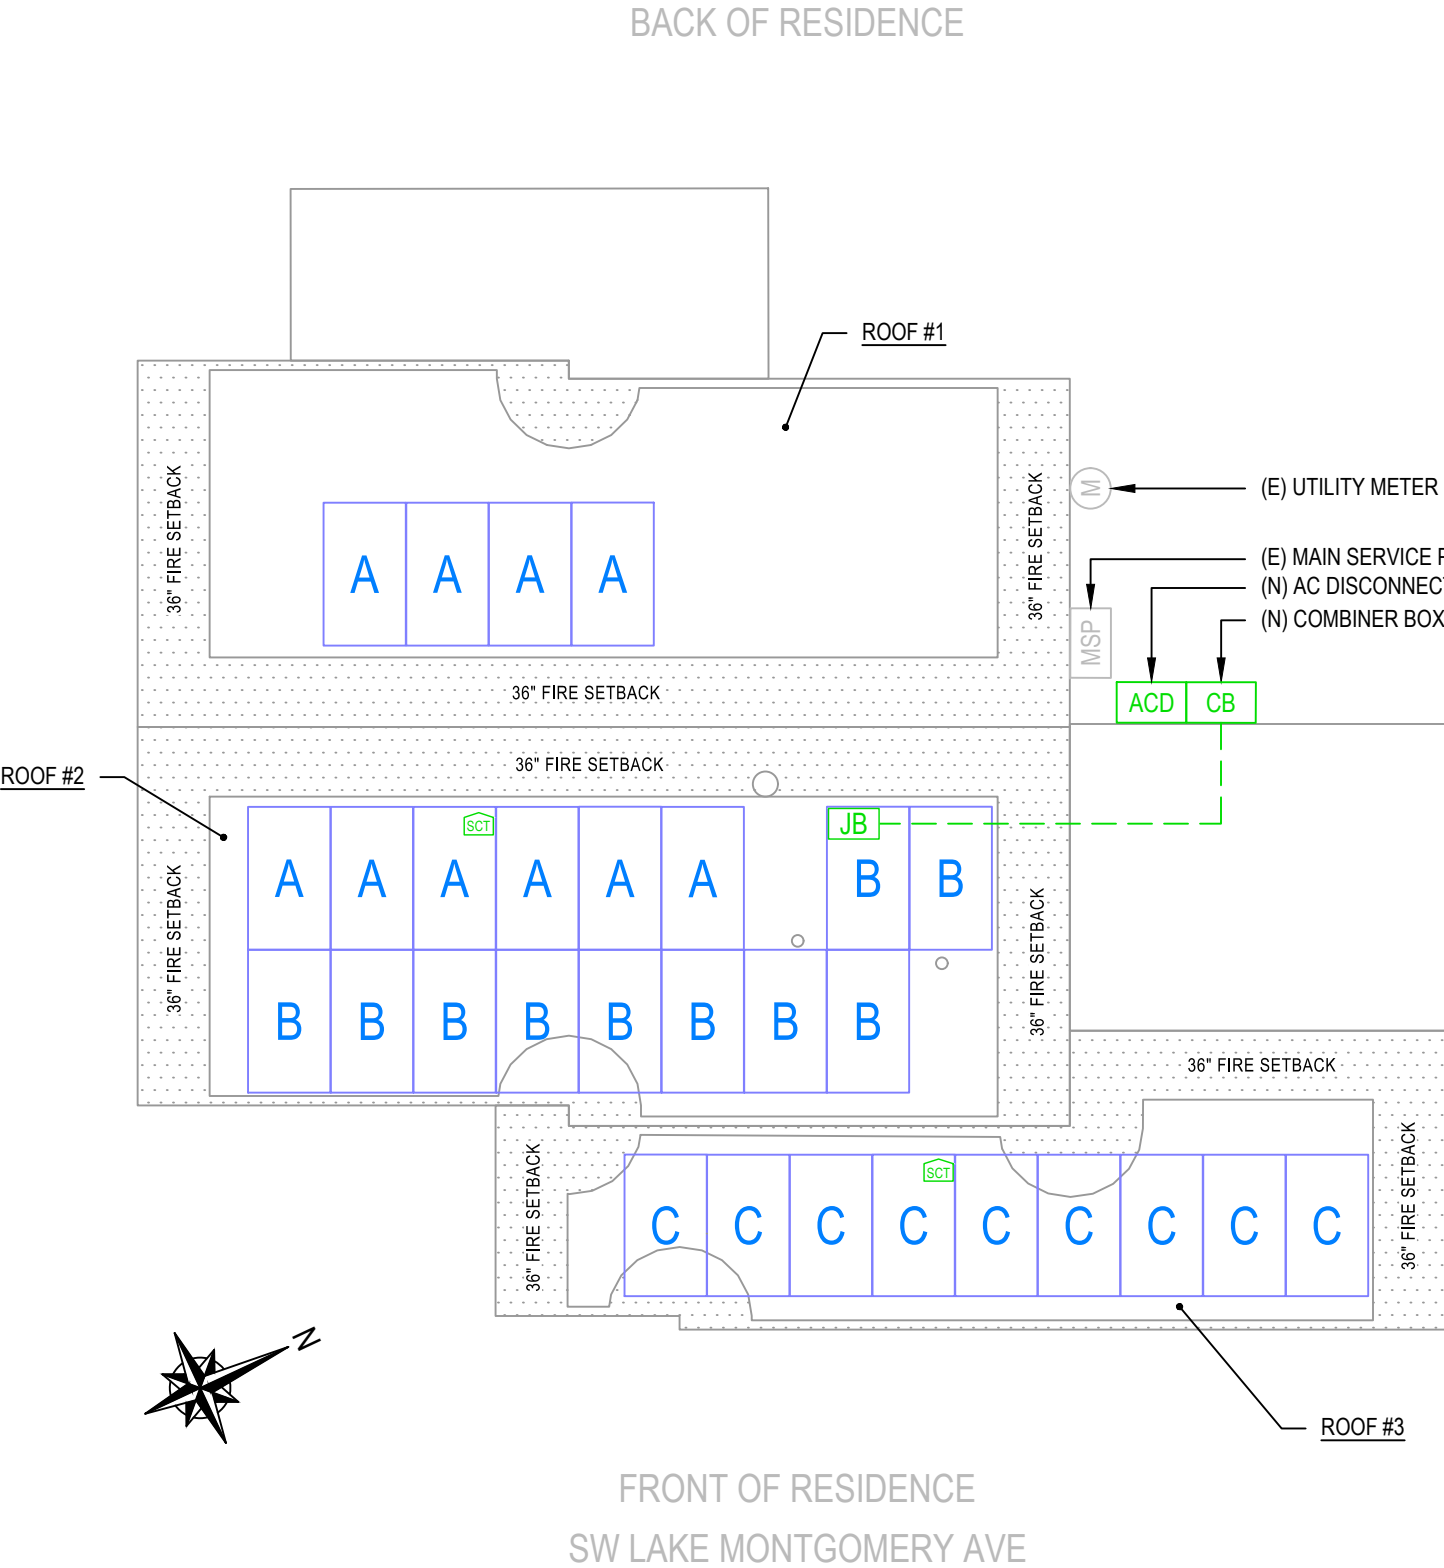 BACK OF RESIDENCE
ROOF #1
36" FIRE SETBACK
36" FIRE SETBACK
M
(E) UTILITY METER
A A A A
(E) MAIN SERVICE
(N) AC DISCONNECT
(N) COMBINER BOX
MSP
36" FIRE SETBACK
ACD CB
36" FIRE SETBACK
ROOF #2
SCT
JB
A A A A A A B B
36" FIRE SETBACK
36" FIRE SETBACK
B B B B B B B B
36" FIRE SETBACK
36" FIRE SETBACK
36" FIRE SETBACK
SCT
C C C C C C C C C
N
ROOF #3
FRONT OF RESIDENCE
SW LAKE MONTGOMERY AVE